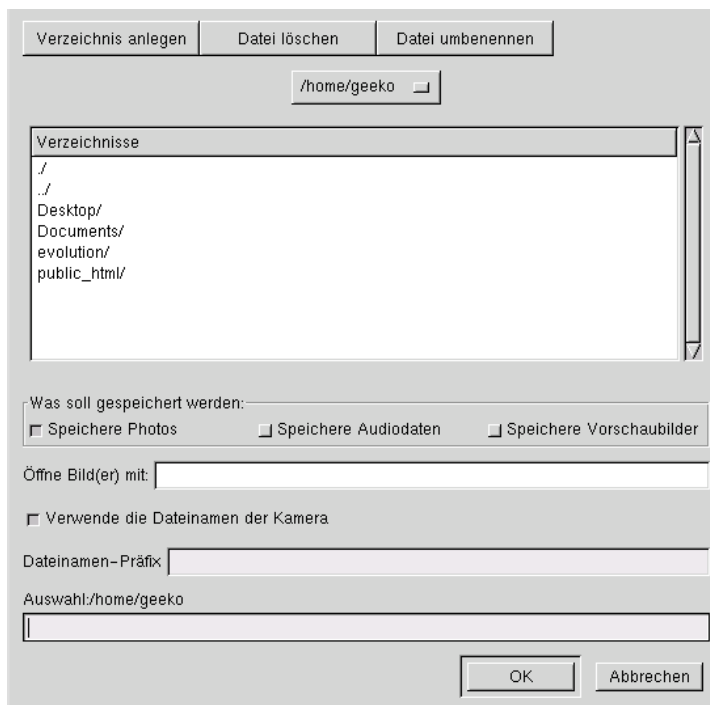 Verzeichnis anlegen Datei löschen Datei umbenennen
/home/geeko
Verzeichnisse
./
../
Desktop/
Documents/
evolution/
public_html/
Was soll gespeichert werden:
Speichere Photos Speichere Audiodaten Speichere Vorschaubilder
Öffne Bild(er) mit:
Verwende die Dateinamen der Kamera
Dateinamen-Präfix
Auswahl:/home/geeko
OK Abbrechen